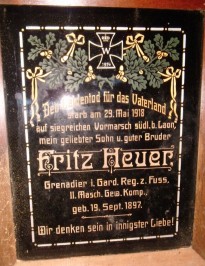 W
1914
Den Heldentod für das Vaterland
starb am 29. Mai 1918
auf siegreichen Vormarsch südl. b. Laon,
mein geliebter Sohn u. guter Bruder
Fritz Heuer.
Grenadier i. Gard. Reg. z. Fuss,
II. Masch. Gew. Komp.,
geb. 19. Sept. 1897.
Wir denken sein in innigster Liebe!